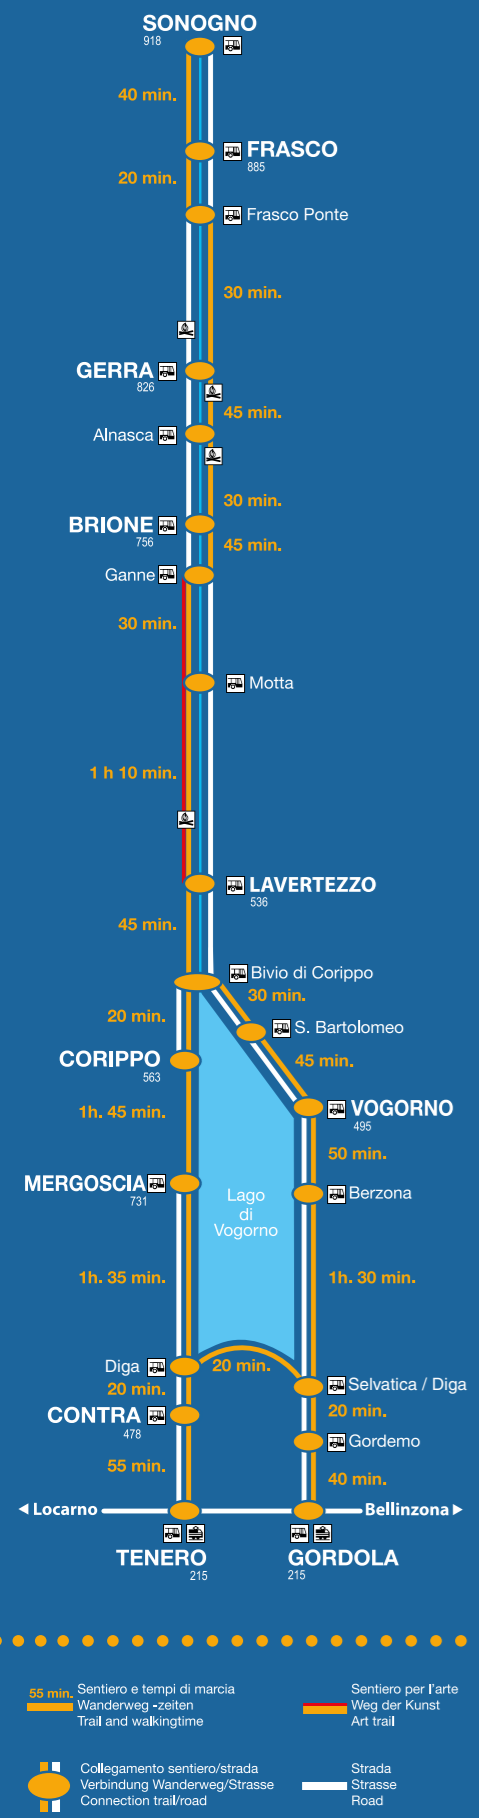 SONOGNO
918
40 min.
FRASCO
885
20 min.
Frasco Ponte
30 min.
GERRA
826
45 min.
Alnasca
30 min.
BRIONE
756
45 min.
Ganne
30 min.
Motta
1 h 10 min.
LAVERTEZZO
536
45 min.
Bivio di Corippo
30 min.
20 min.
S. Bartolomeo
CORIPPO
563
45 min.
1h. 45 min.
VOGORNO
495
50 min.
MERGOSCIA
731
Berzona
Lago
di
Vogorno
1h. 35 min.
1h. 30 min.
Diga
20 min.
20 min.
Selvatica / Diga
CONTRA
478
20 min.
Gordemo
55 min.
40 min.
Locarno
Bellinzona
TENERO
215
GORDOLA
215
55 min.
Sentiero e tempi di marcia
Wanderweg -zeiten
Trail and walkingtime
Sentiero per l'arte
Weg der Kunst
Art trail
Collegamento sentiero/strada
Verbindung Wanderweg/Strasse
Connection trail/road
Strada
Strasse
Road